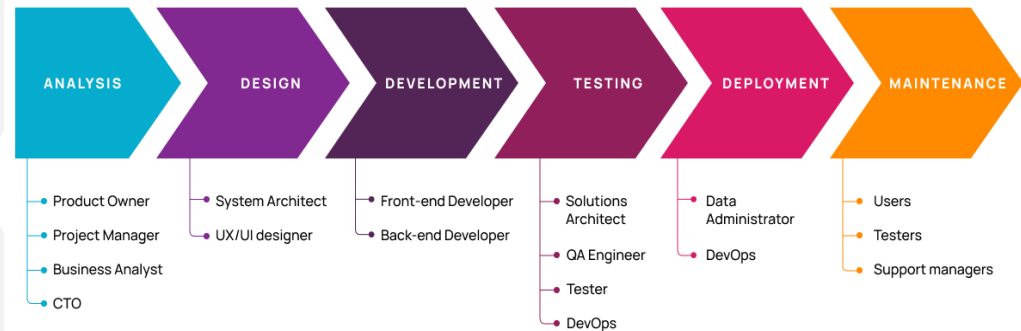 ANALYSIS
DESIGN
DEVELOPMENT
TESTING
DEPLOYMENT
MAINTENANCE
Product Owner
Project Manager
Business Analyst
CTO
System Architect
UX/UI designer
Front-end Developer
Back-end Developer
Solutions
Architect
QA Engineer
Tester
DevOps
Data
Administrator
DevOps
Users
Testers
Support managers